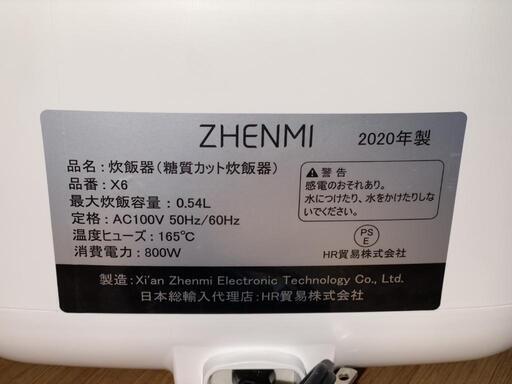 ZHENMI
2020年製
品名：炊飯器（糖質カット炊飯器）
品番：X6
最大炊飯容量：0.54L
定格：AC100V 50Hz/60Hz
温度ヒューズ：165℃
消費電力：800W
警告
感電のおそれあり。
水につけたり、水をかけたりしな
いでください。
PS
E
HR貿易株式会社
製造：Xi'an Zhenmi Electronic Technology Co., Ltd.
日本総輸入代理店：HR貿易株式会社